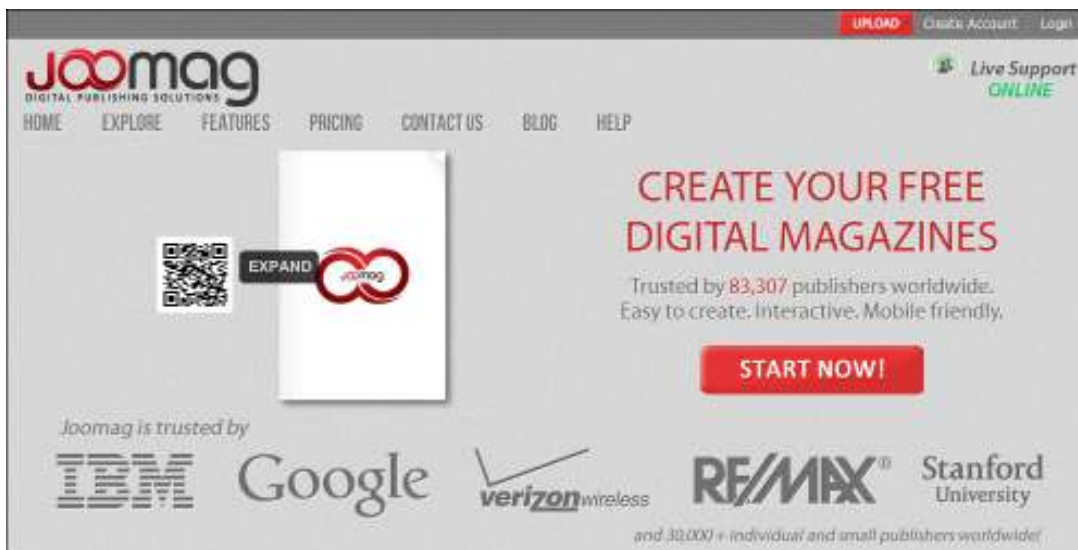 UPLOAD Create Account Login
Joomag
DIGITAL PUBLISHING SOLUTIONS
Live Support
ONLINE
HOME EXPLORE FEATURES PRICING CONTACT US BLOG HELP
CREATE YOUR FREE
DIGITAL MAGAZINES
EXPAND
Joomag
Trusted by 83,307 publishers worldwide.
Easy to create. Interactive. Mobile friendly.
START NOW!
Joomag is trusted by
IBM Google verizonwireless RE/MAX® Stanford
University
and 30,000 + individual and small publishers worldwide!